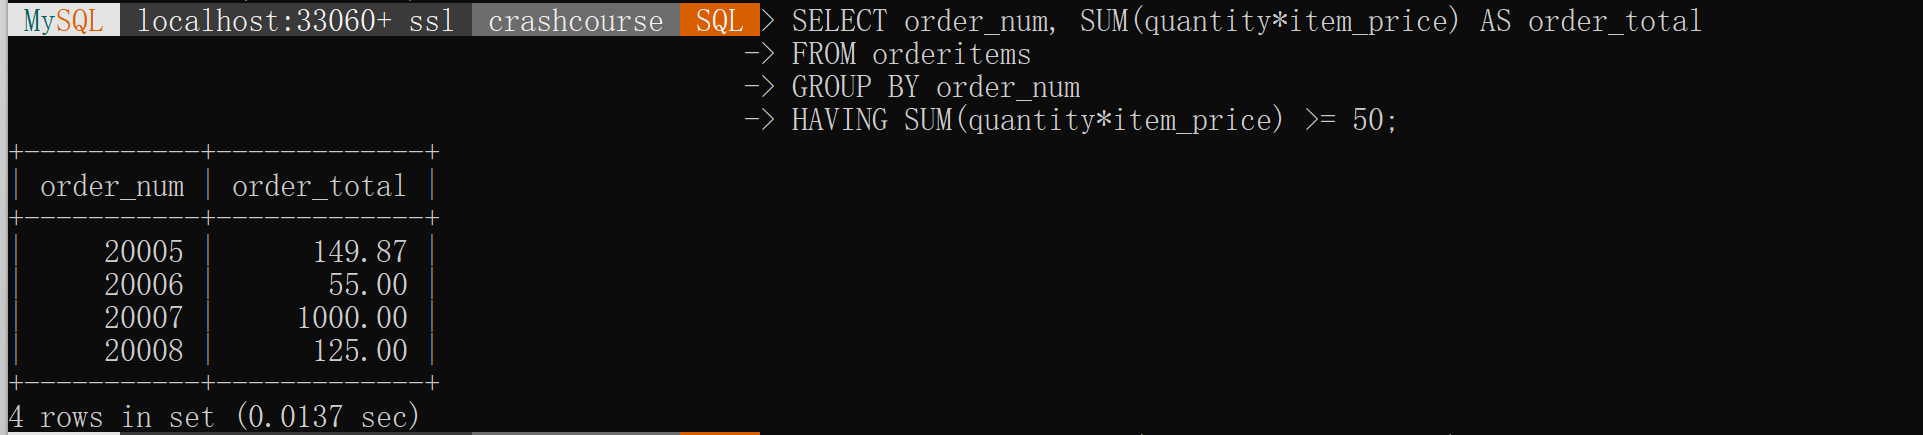 MySQL localhost:33060+ ssl crashcourse SQL > SELECT order_num, SUM(quantity*item_price) AS order_total
-> FROM orderitems
-> GROUP BY order_num
-> HAVING SUM(quantity*item_price) >= 50;
+-----------+-------------+
| order_num | order_total |
+-----------+-------------+
| 20005 | 149.87 |
| 20006 | 55.00 |
| 20007 | 1000.00 |
| 20008 | 125.00 |
+-----------+-------------+
4 rows in set (0.0137 sec)